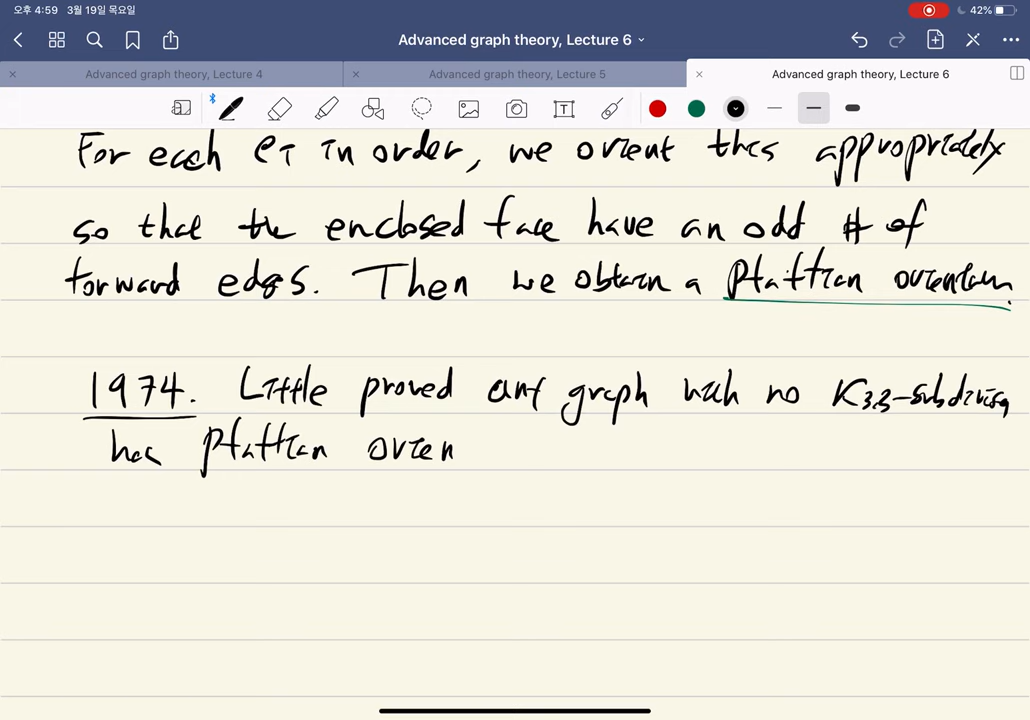 오후 4:59 3월 19일 목요일
42%
Advanced graph theory, Lecture 6
Advanced graph theory, Lecture 4
Advanced graph theory, Lecture 5
Advanced graph theory, Lecture 6
For each ei in order, we orient this appropriately
so that the enclosed face have an odd # of
forward edges. Then we obtain a Pfaffian orientation.
1974. Little proved any graph with no K3,3-subdivision
has Pfaffian orien